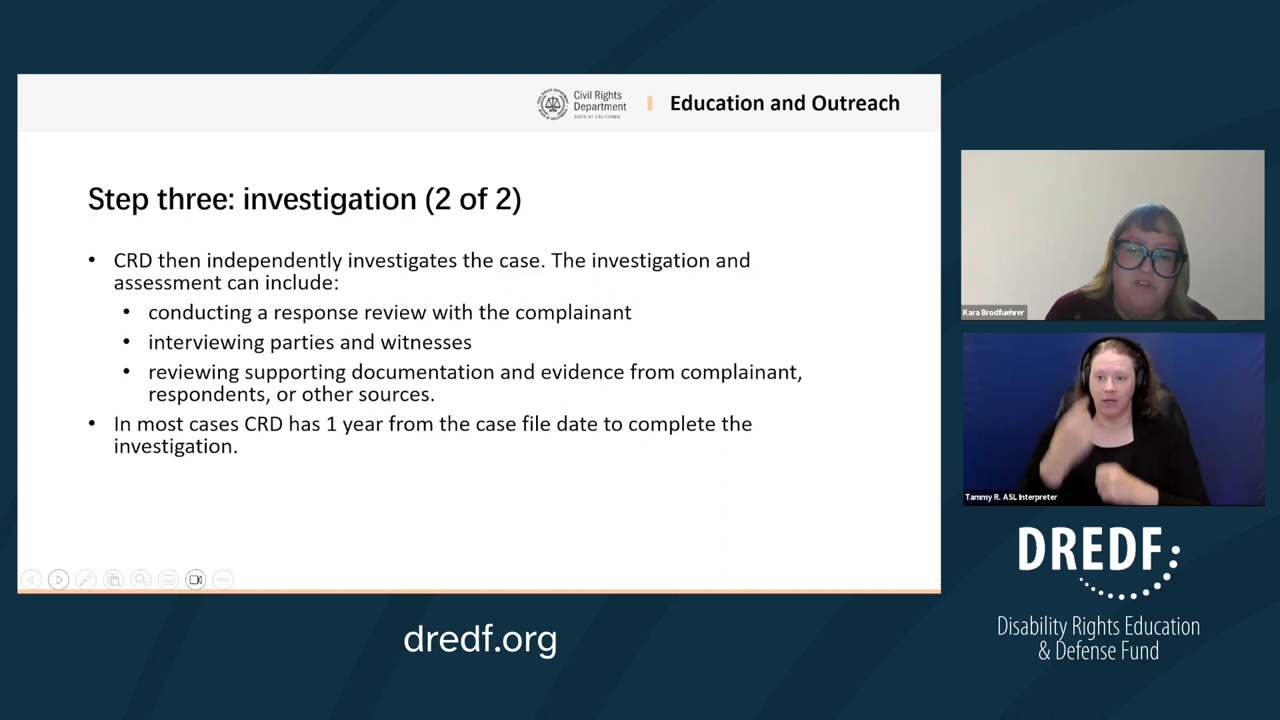 Civil Rights
Department
STATE OF CALIFORNIA
Education and Outreach
Step three: investigation (2 of 2)
• CRD then independently investigates the case. The investigation and
assessment can include:
• conducting a response review with the complainant
• interviewing parties and witnesses
• reviewing supporting documentation and evidence from complainant,
respondents, or other sources.
• In most cases CRD has 1 year from the case file date to complete the
investigation.
Kara Brodfuehrer
Tammy R. ASL Interpreter
DREDF
Disability Rights Education
& Defense Fund
dredf.org